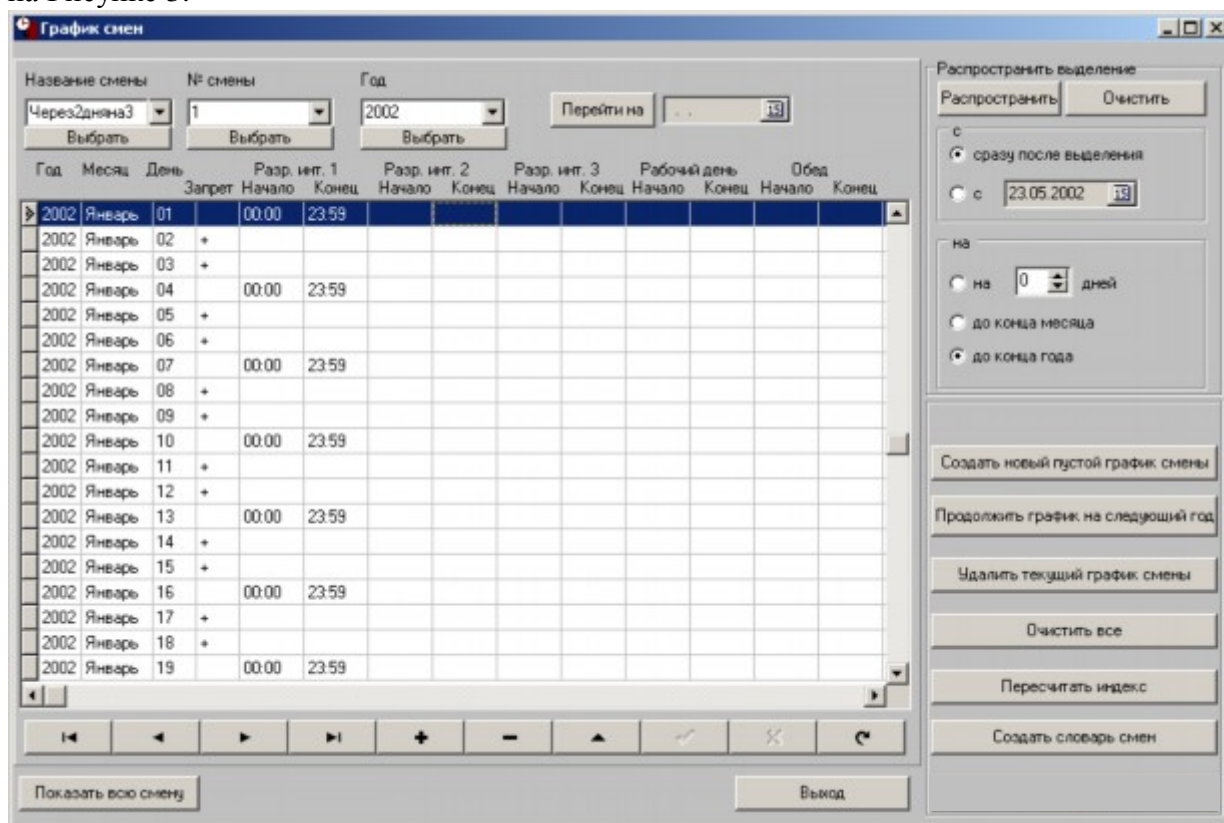 на Рисунке 3.
График смен
Название смены № смены Год
Через2дняна3 1 2002 Перейти на . . 15
Выбрать Выбрать Выбрать
Год Месяц День Запрет Разр. инт. 1 Разр. инт. 2 Разр. инт. 3 Рабочий день Обед
Начало Конец Начало Конец Начало Конец Начало Конец Начало Конец
2002 Январь 01 00:00 23:59
2002 Январь 02 +
2002 Январь 03 +
2002 Январь 04 00:00 23:59
2002 Январь 05 +
2002 Январь 06 +
2002 Январь 07 00:00 23:59
2002 Январь 08 +
2002 Январь 09 +
2002 Январь 10 00:00 23:59
2002 Январь 11 +
2002 Январь 12 +
2002 Январь 13 00:00 23:59
2002 Январь 14 +
2002 Январь 15 +
2002 Январь 16 00:00 23:59
2002 Январь 17 +
2002 Январь 18 +
2002 Январь 19 00:00 23:59
Показать всю смену Выход
Распространить выделение
Распространить Очистить
с
сразу после выделения
с 23.05.2002 15
на
на 0 дней
до конца месяца
до конца года
Создать новый пустой график смены
Продолжить график на следующий год
Удалить текущий график смены
Очистить все
Пересчитать индекс
Создать словарь смен